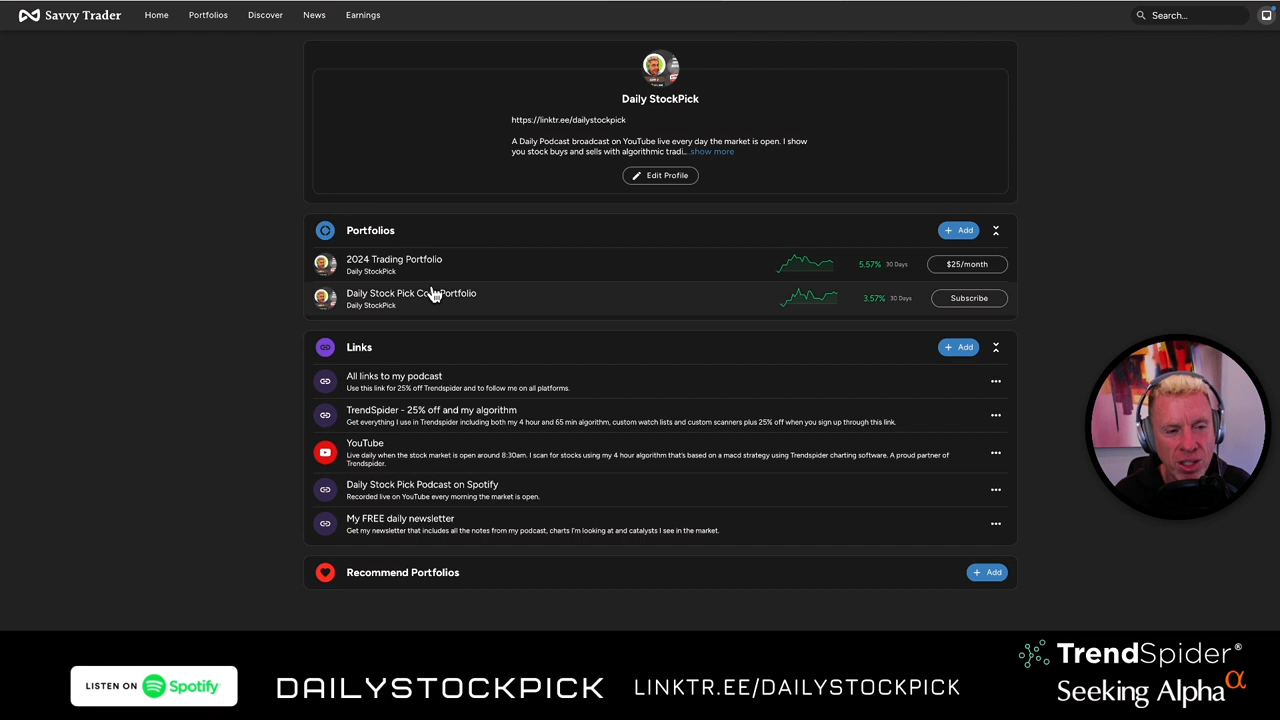 Savvy Trader
Home
Portfolios
Discover
News
Earnings
Search...
Daily StockPick
https://linktr.ee/dailystockpick
A Daily Podcast broadcast on YouTube live every day the market is open. I show
you stock buys and sells with algorithmic tradi...show more
Edit Profile
Portfolios
+ Add
2024 Trading Portfolio
Daily StockPick
5.57% 30 Days
$25/month
Daily Stock Pick Portfolio
Daily StockPick
3.57% 30 Days
Subscribe
Links
+ Add
All links to my podcast
Use this link for 25% off Trendspider and to follow me on all platforms.
TrendSpider - 25% off and my algorithm
Get everything I use in Trendspider including both my 4 hour and 65 min algorithm, custom watch lists and custom scanners plus 25% off when you sign up through this link.
YouTube
Live daily when the stock market is open around 8:30am. I scan for stocks using my 4 hour algorithm that's based on a macd strategy using Trendspider charting software. A proud partner of
Trendspider.
Daily Stock Pick Podcast on Spotify
Recorded live on YouTube every morning the market is open.
My FREE daily newsletter
Get my newsletter that includes all the notes from my podcast, charts I'm looking at and catalysts I see in the market.
Recommend Portfolios
+ Add
LISTEN ON Spotify
DAILYSTOCKPICK
LINKTR.EE/DAILYSTOCKPICK
TrendSpider®
Seeking Alpha α